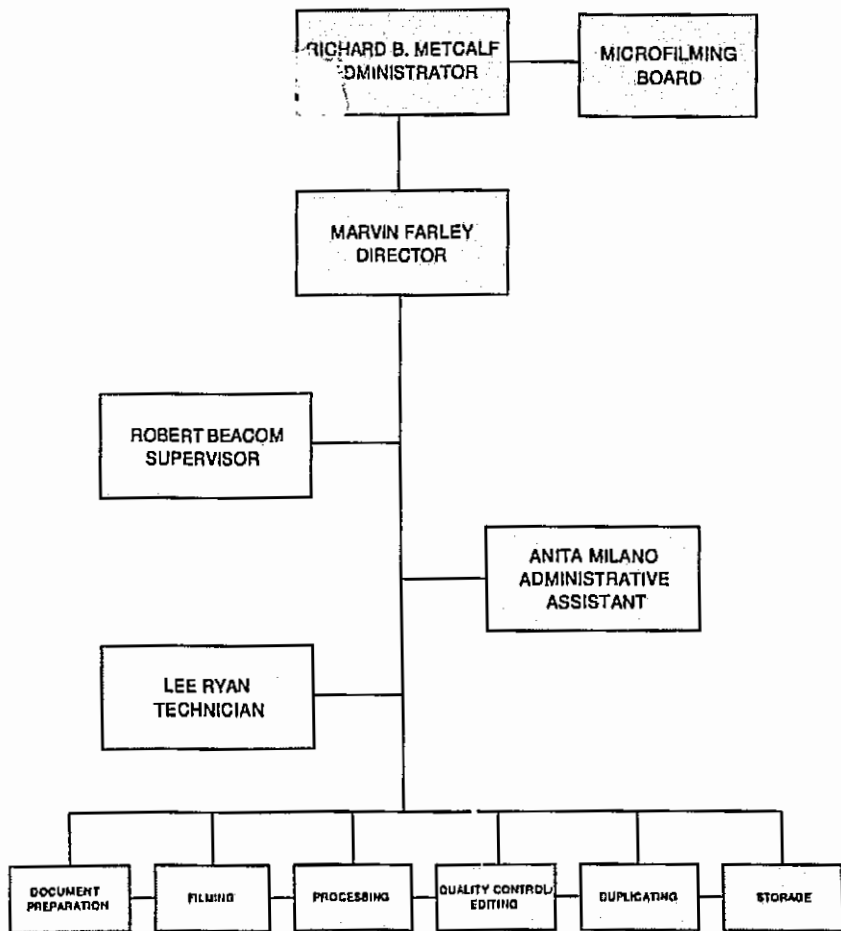 RICHARD B. METCALF
ADMINISTRATOR
MICROFILMING
BOARD
MARVIN FARLEY
DIRECTOR
ROBERT BEACOM
SUPERVISOR
ANITA MILANO
ADMINISTRATIVE
ASSISTANT
LEE RYAN
TECHNICIAN
DOCUMENT
PREPARATION
FILMING
PROCESSING
QUALITY CONTROL/
EDITING
DUPLICATING
STORAGE